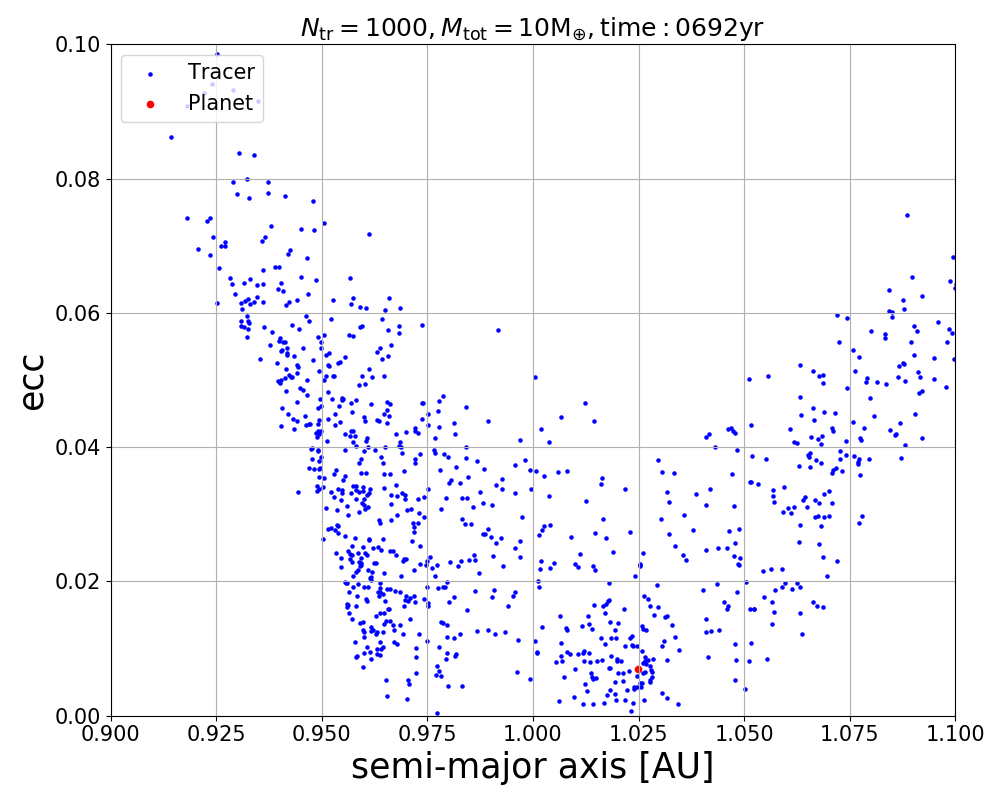 N_tr = 1000, M_tot = 10M_⊕, time : 0692yr
0.10
Tracer
Planet
0.08
0.06
0.04
0.02
0.00
ecc
0.900 0.925 0.950 0.975 1.000 1.025 1.050 1.075 1.100
semi-major axis [AU]